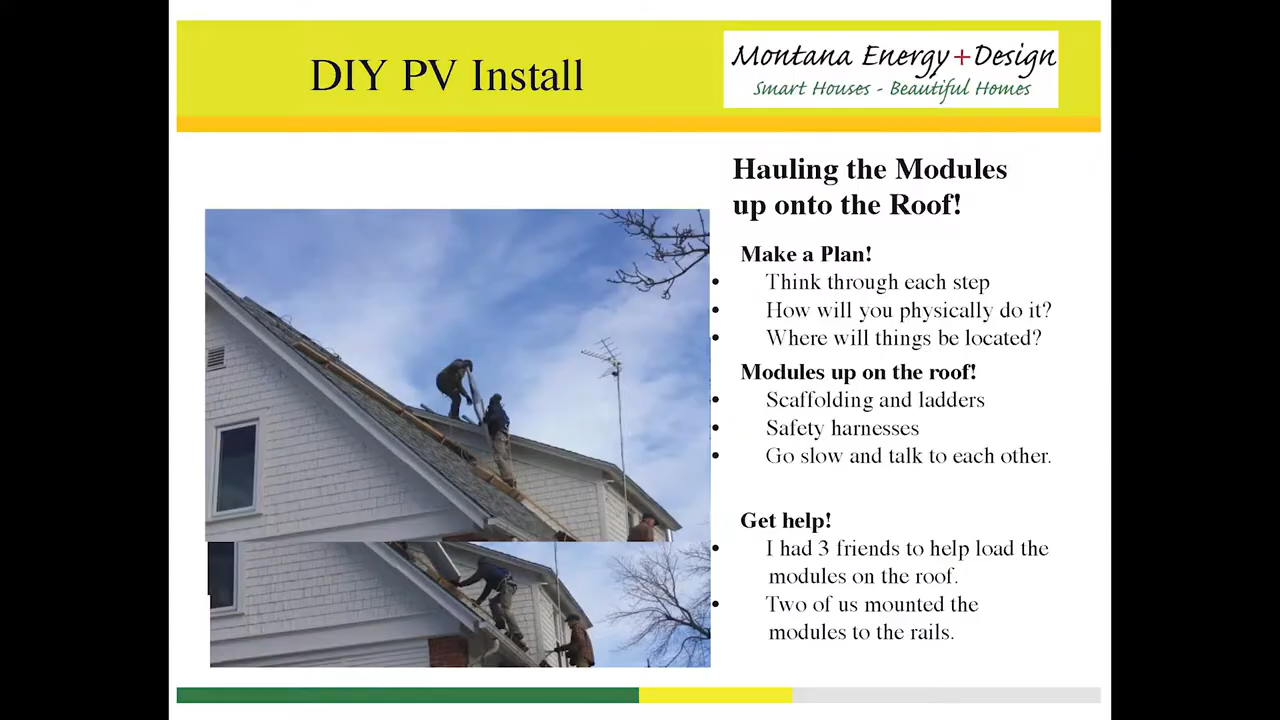 DIY PV Install
Montana Energy+Design
Smart Houses - Beautiful Homes
Hauling the Modules
up onto the Roof!
Make a Plan!
• Think through each step
• How will you physically do it?
• Where will things be located?
Modules up on the roof!
• Scaffolding and ladders
• Safety harnesses
• Go slow and talk to each other.
Get help!
• I had 3 friends to help load the
modules on the roof.
• Two of us mounted the
modules to the rails.